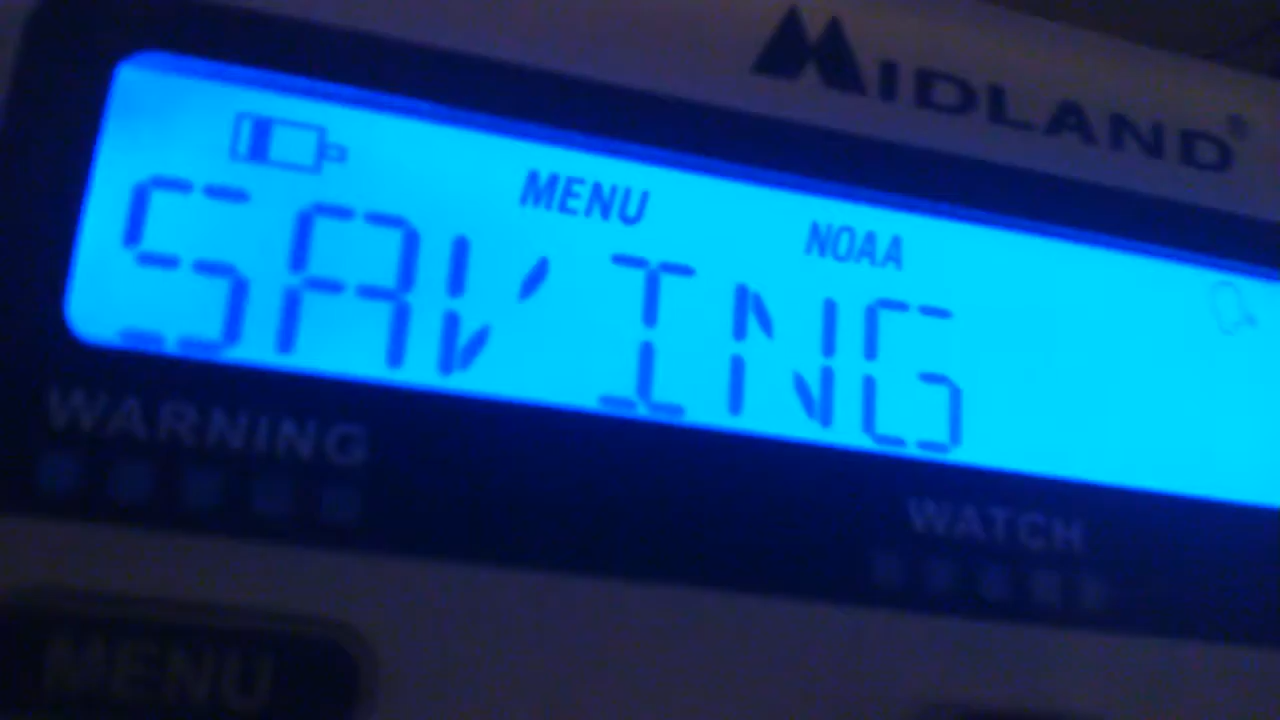 MIDLAND®
MENU NOAA
SAVING
WARNING
WATCH
MENU